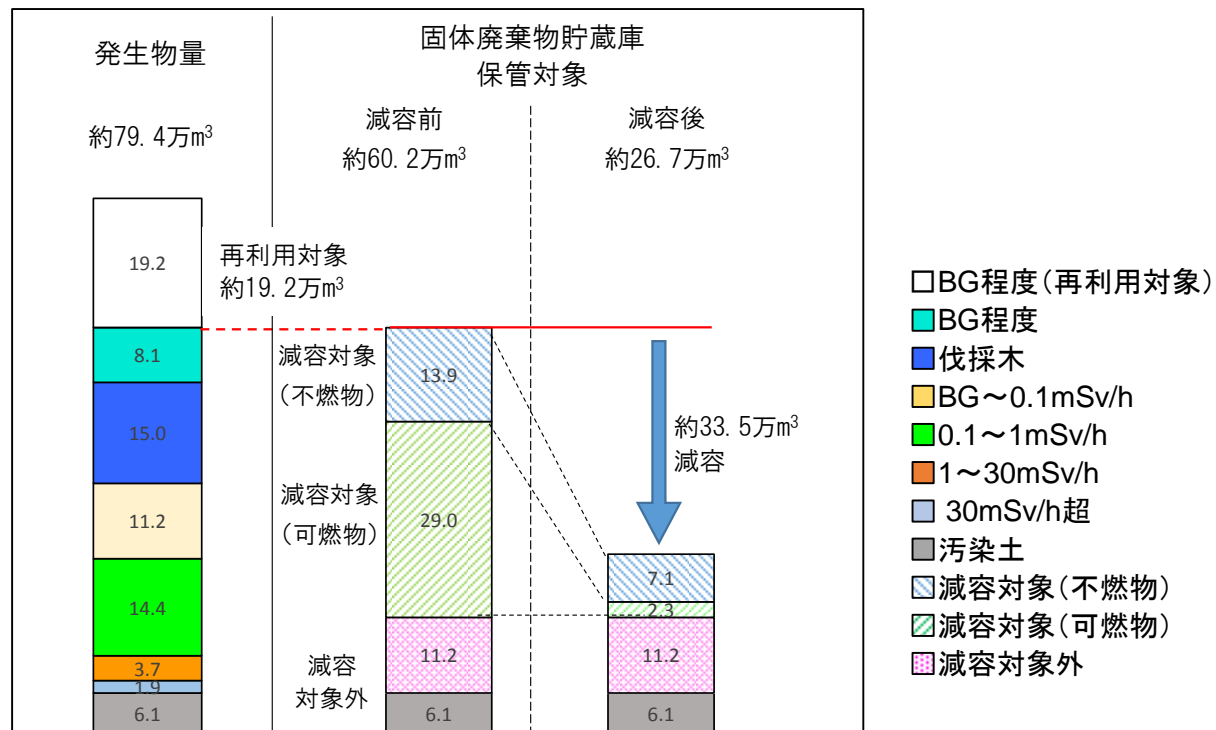 発生物量
約79.4万m³
固体廃棄物貯蔵庫
保管対象
減容前
約60.2万m³
減容後
約26.7万m³
再利用対象
約19.2万m³
19.2
8.1
15.0
11.2
14.4
3.7
1.9
6.1
減容対象
(不燃物)
減容対象
(可燃物)
減容
対象外
13.9
29.0
11.2
6.1
約33.5万m³
減容
7.1
2.3
11.2
6.1
BG程度(再利用対象)
BG程度
伐採木
BG～0.1mSv/h
0.1～1mSv/h
1～30mSv/h
30mSv/h超
汚染土
減容対象(不燃物)
減容対象(可燃物)
減容対象外